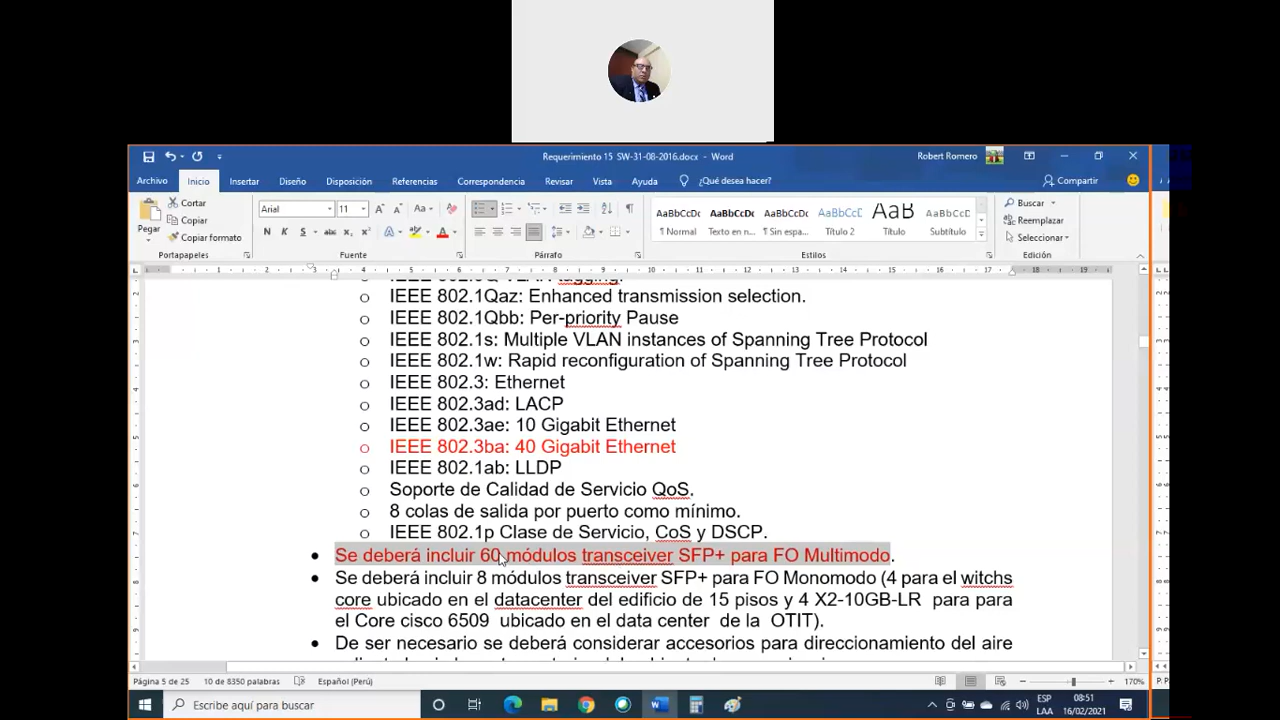 Requerimiento 15 SW-31-08-2016.docx - Word
Robert Romero
Archivo Inicio Insertar Diseño Disposición Referencias Correspondencia Revisar Vista Ayuda ¿Qué desea hacer? Compartir
Pegar
Cortar
Copiar
Copiar formato
Portapapeles
Arial 11
Fuente
Párrafo
AaBbCcDc AaBbCcDc AaBbCcDc AaBbCcE AaB AaBbCcDc
¶ Normal Texto en n... ¶ Sin espa... Título 2 Título Subtítulo
Estilos
Buscar
Reemplazar
Seleccionar
Edición
IEEE 802.1Qaz: Enhanced transmission selection.
IEEE 802.1Qbb: Per-priority Pause
IEEE 802.1s: Multiple VLAN instances of Spanning Tree Protocol
IEEE 802.1w: Rapid reconfiguration of Spanning Tree Protocol
IEEE 802.3: Ethernet
IEEE 802.3ad: LACP
IEEE 802.3ae: 10 Gigabit Ethernet
IEEE 802.3ba: 40 Gigabit Ethernet
IEEE 802.1ab: LLDP
Soporte de Calidad de Servicio QoS.
8 colas de salida por puerto como mínimo.
IEEE 802.1p Clase de Servicio, CoS y DSCP.
Se deberá incluir 60 módulos transceiver SFP+ para FO Multimodo.
Se deberá incluir 8 módulos transceiver SFP+ para FO Monomodo (4 para el witchs
core ubicado en el datacenter del edificio de 15 pisos y 4 X2-10GB-LR para para
el Core cisco 6509 ubicado en el data center de la OTIT).
De ser necesario se deberá considerar accesorios para direccionamiento del aire
Página 5 de 25 10 de 8350 palabras Español (Perú) 170%
Escribe aquí para buscar
ESP
LAA
08:51
16/02/2021